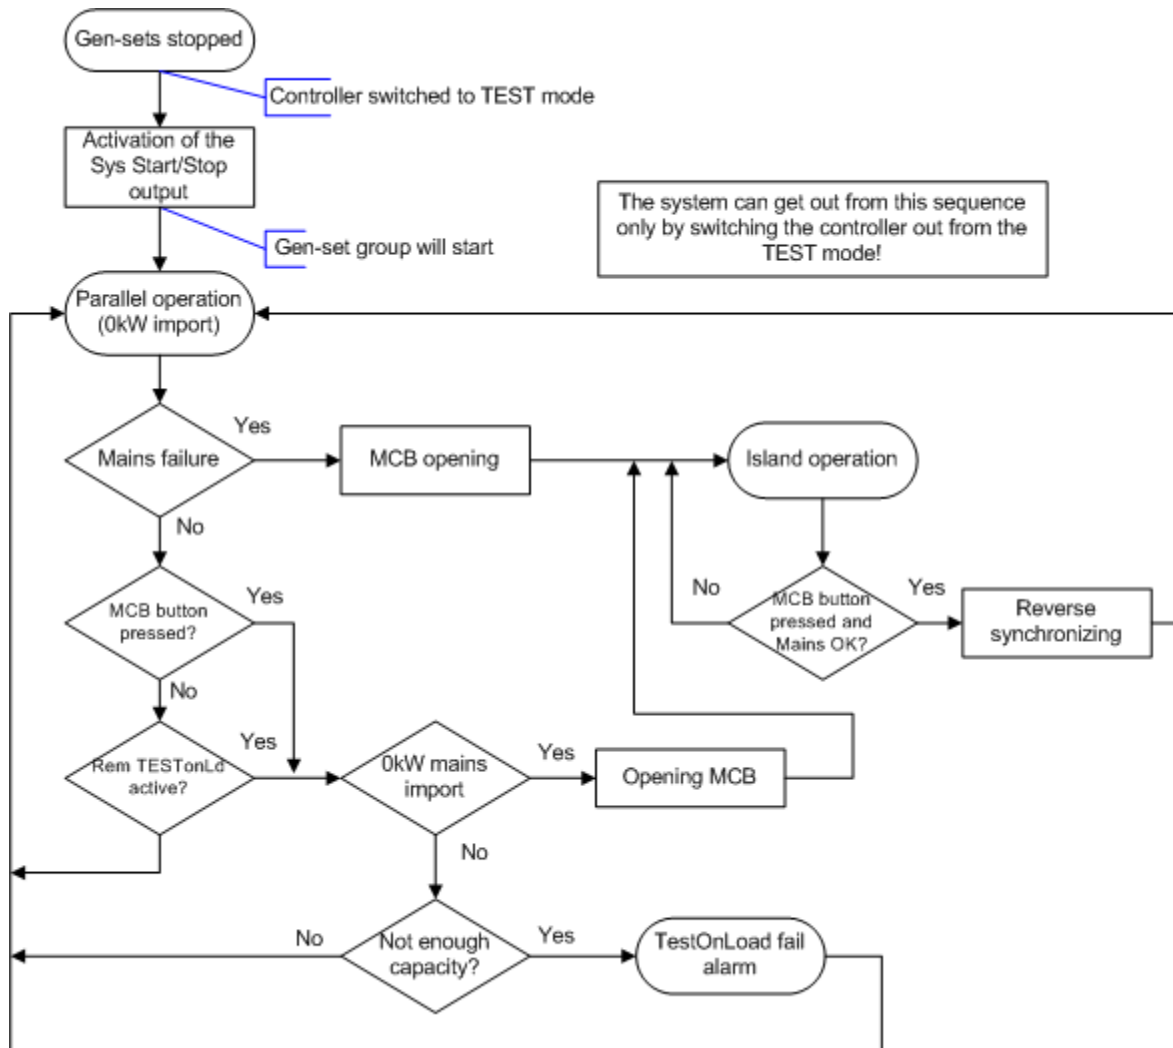 Gen-sets stopped
Controller switched to TEST mode
Activation of the
Sys Start/Stop
output
The system can get out from this sequence
only by switching the controller out from the
TEST mode!
Gen-set group will start
Parallel operation
(0kW import)
Mains failure
Yes
MCB opening
Island operation
No
MCB button
pressed?
Yes
No
MCB button
pressed and
Mains OK?
Yes
Reverse
synchronizing
No
Rem TESTonLd
active?
Yes
0kW mains
import
Yes
Opening MCB
No
No
Not enough
capacity?
Yes
TestOnLoad fail
alarm